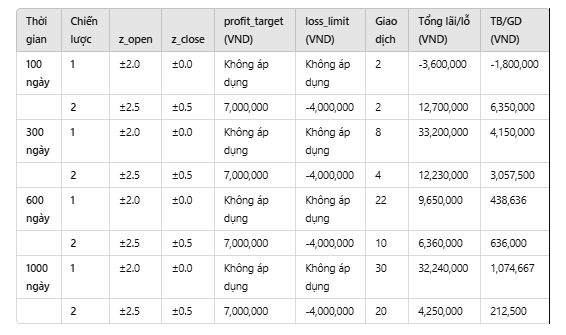 Thời gian	Chiến lược	z_open	z_close	profit_target (VND)	loss_limit (VND)	Giao dịch	Tổng lãi/lỗ (VND)	TB/GD (VND)
100 ngày	1	±2.0	±0.0	Không áp dụng	Không áp dụng	2	-3,600,000	-1,800,000
2	±2.5	±0.5	7,000,000	-4,000,000	2	12,700,000	6,350,000
300 ngày	1	±2.0	±0.0	Không áp dụng	Không áp dụng	8	33,200,000	4,150,000
2	±2.5	±0.5	7,000,000	-4,000,000	4	12,230,000	3,057,500
600 ngày	1	±2.0	±0.0	Không áp dụng	Không áp dụng	22	9,650,000	438,636
2	±2.5	±0.5	7,000,000	-4,000,000	10	6,360,000	636,000
1000 ngày	1	±2.0	±0.0	Không áp dụng	Không áp dụng	30	32,240,000	1,074,667
2	±2.5	±0.5	7,000,000	-4,000,000	20	4,250,000	212,500